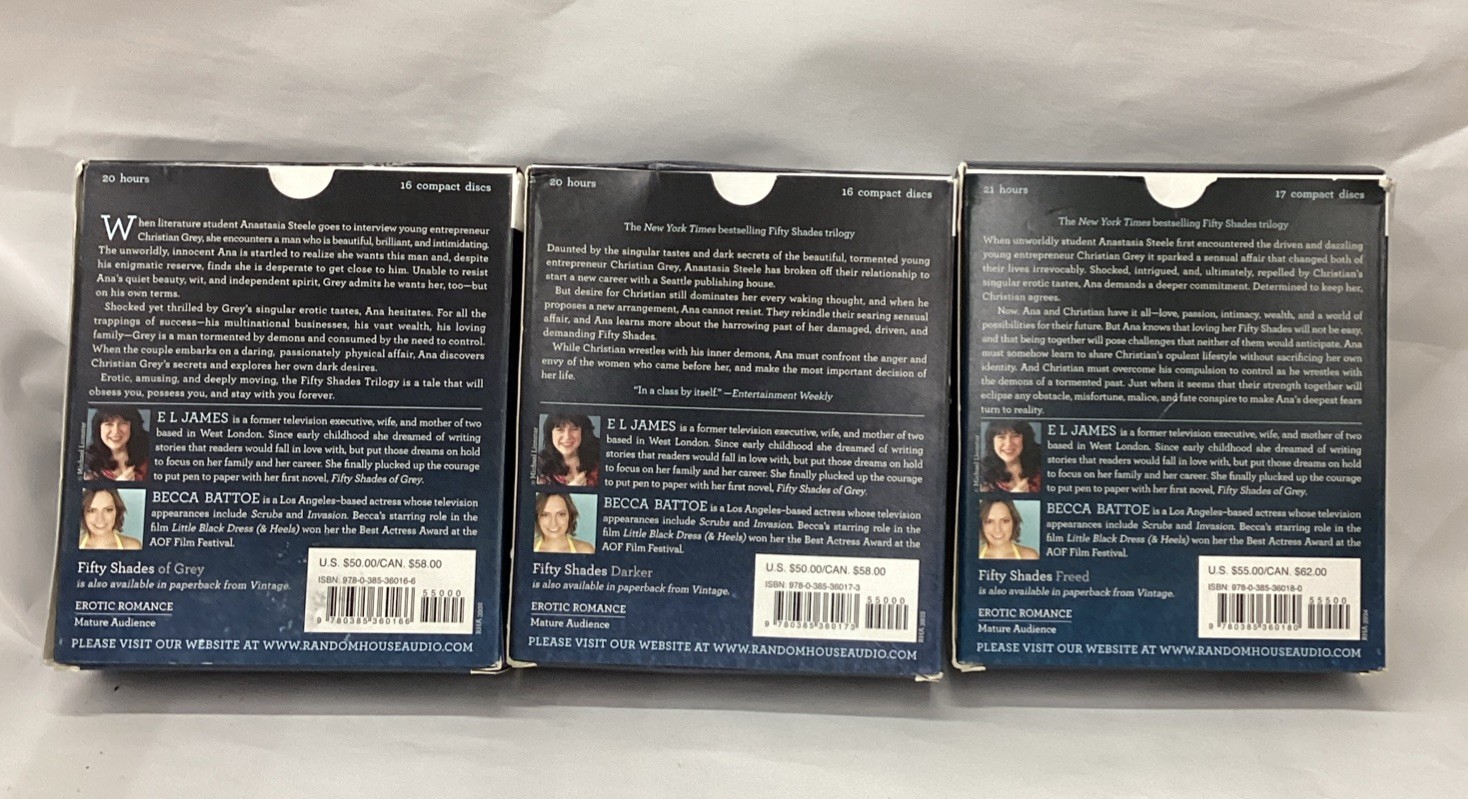 20 hours
16 compact discs
When literature student Anastasia Steele goes to interview young entrepreneur
Christian Grey, she encounters a man who is beautiful, brilliant, and intimidating.
The unworldly, innocent Ana is startled to realize she wants this man and, despite
his enigmatic reserve, finds she is desperate to get close to him. Unable to resist
Ana's quiet beauty, wit, and independent spirit, Grey admits he wants her, too—but
on his own terms.
Shocked yet thrilled by Grey's singular erotic tastes, Ana hesitates. For all the
trappings of success—his multinational businesses, his vast wealth, his loving
family—Grey is a man tormented by demons and consumed by the need to control.
When the couple embarks on a daring, passionately physical affair, Ana discovers
Christian Grey's secrets and explores her own dark desires.
Erotic, amusing, and deeply moving, the Fifty Shades Trilogy is a tale that will
obsess you, possess you, and stay with you forever.
E L JAMES is a former television executive, wife, and mother of two
based in West London. Since early childhood she dreamed of writing
stories that readers would fall in love with, but put those dreams on hold
to focus on her family and her career. She finally plucked up the courage
to put pen to paper with her first novel, Fifty Shades of Grey.
BECCA BATTOE is a Los Angeles-based actress whose television
appearances include Scrubs and Invasion. Becca's starring role in the
film Little Black Dress (& Heels) won her the Best Actress Award at the
AOF Film Festival.
Fifty Shades of Grey
is also available in paperback from Vintage.
EROTIC ROMANCE
Mature Audience
U.S. $50.00/CAN. $58.00
ISBN: 978-0-385-36016-6
55000
9 780385 360166
PLEASE VISIT OUR WEBSITE AT WWW.RANDOMHOUSEAUDIO.COM
20 hours
16 compact discs
The New York Times bestselling Fifty Shades trilogy
Daunted by the singular tastes and dark secrets of the beautiful, tormented young
entrepreneur Christian Grey, Anastasia Steele has broken off their relationship to
start a new career with a Seattle publishing house.
But desire for Christian still dominates her every waking thought, and when he
proposes a new arrangement, Ana cannot resist. They rekindle their searing sensual
affair, and Ana learns more about the harrowing past of her damaged, driven, and
demanding Fifty Shades.
While Christian wrestles with his inner demons, Ana must confront the anger and
envy of the women who came before her, and make the most important decision of
her life.
"In a class by itself." —Entertainment Weekly
E L JAMES is a former television executive, wife, and mother of two
based in West London. Since early childhood she dreamed of writing
stories that readers would fall in love with, but put those dreams on hold
to focus on her family and her career. She finally plucked up the courage
to put pen to paper with her first novel, Fifty Shades of Grey.
BECCA BATTOE is a Los Angeles-based actress whose television
appearances include Scrubs and Invasion. Becca's starring role in the
film Little Black Dress (& Heels) won her the Best Actress Award at the
AOF Film Festival.
Fifty Shades Darker
is also available in paperback from Vintage.
EROTIC ROMANCE
Mature Audience
U.S. $50.00/CAN. $58.00
ISBN: 978-0-385-36017-3
55000
9 780385 360173
PLEASE VISIT OUR WEBSITE AT WWW.RANDOMHOUSEAUDIO.COM
21 hours
17 compact discs
The New York Times bestselling Fifty Shades trilogy
When unworldly student Anastasia Steele first encountered the driven and dazzling
young entrepreneur Christian Grey it sparked a sensual affair that changed both of
their lives irrevocably. Shocked, intrigued, and, ultimately, repelled by Christian's
singular erotic tastes, Ana demands a deeper commitment. Determined to keep her,
Christian agrees.
Now, Ana and Christian have it all—love, passion, intimacy, wealth, and a world of
possibilities for their future. But Ana knows that loving her Fifty Shades will not be easy,
and that being together will pose challenges that neither of them would anticipate. Ana
must somehow learn to share Christian's opulent lifestyle without sacrificing her own
identity. And Christian must overcome his compulsion to control as he wrestles with
the demons of a tormented past. Just when it seems that their strength together will
eclipse any obstacle, misfortune, malice, and fate conspire to make Ana's deepest fears
turn to reality.
E L JAMES is a former television executive, wife, and mother of two
based in West London. Since early childhood she dreamed of writing
stories that readers would fall in love with, but put those dreams on hold
to focus on her family and her career. She finally plucked up the courage
to put pen to paper with her first novel, Fifty Shades of Grey.
BECCA BATTOE is a Los Angeles-based actress whose television
appearances include Scrubs and Invasion. Becca's starring role in the
film Little Black Dress (& Heels) won her the Best Actress Award at the
AOF Film Festival.
Fifty Shades Freed
is also available in paperback from Vintage.
EROTIC ROMANCE
Mature Audience
U.S. $55.00/CAN. $62.00
ISBN: 978-0-385-36018-0
55500
9 780385 360180
PLEASE VISIT OUR WEBSITE AT WWW.RANDOMHOUSEAUDIO.COM